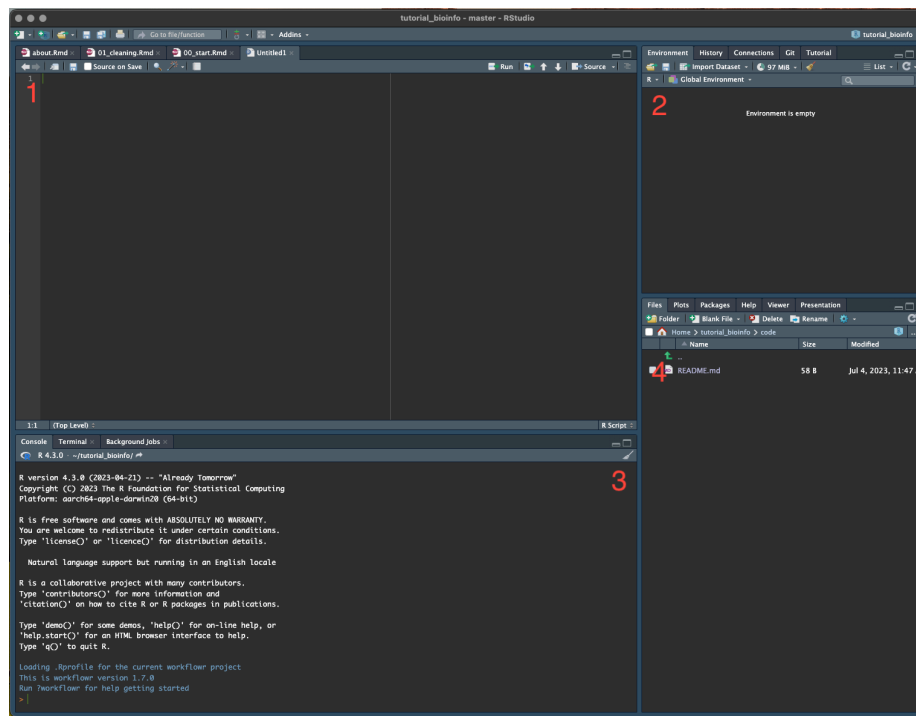 tutorial_bioinfo - master - RStudio
Go to file/function Addins tutorial_bioinfo
about.Rmd 01_cleaning.Rmd 00_start.Rmd Untitled1
Source on Save Run Source
1
1
1:1 (Top Level) R Script
Environment History Connections Git Tutorial
Import Dataset 97 MiB List
R Global Environment
2
Environment is empty
Console Terminal Background Jobs
R 4.3.0 · ~/tutorial_bioinfo/
3
R version 4.3.0 (2023-04-21) -- "Already Tomorrow"
Copyright (C) 2023 The R Foundation for Statistical Computing
Platform: aarch64-apple-darwin20 (64-bit)
R is free software and comes with ABSOLUTELY NO WARRANTY.
You are welcome to redistribute it under certain conditions.
Type 'license()' or 'licence()' for distribution details.
Natural language support but running in an English locale
R is a collaborative project with many contributors.
Type 'contributors()' for more information and
'citation()' on how to cite R or R packages in publications.
Type 'demo()' for some demos, 'help()' for on-line help, or
'help.start()' for an HTML browser interface to help.
Type 'q()' to quit R.
Loading .Rprofile for the current workflowr project
This is workflowr version 1.7.0
Run ?workflowr for help getting started
>
Files Plots Packages Help Viewer Presentation
Folder Blank File Delete Rename
Home > tutorial_bioinfo > code
Name Size Modified
..
4
README.md 58 B Jul 4, 2023, 11:47